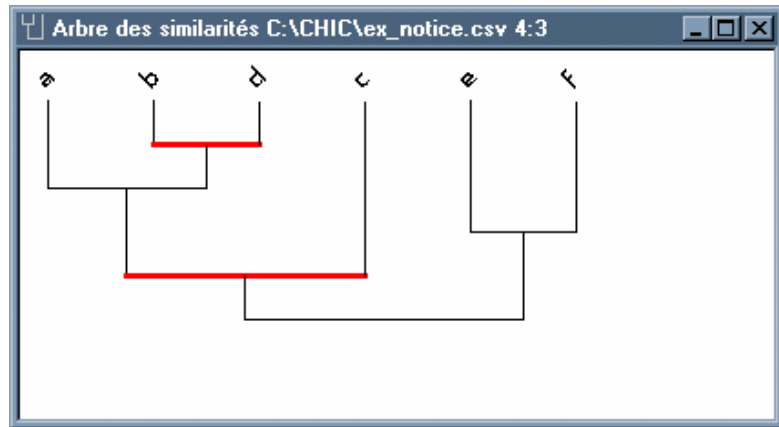 Arbre des similarités C:\CHIC\ex_notice.csv 4:3
a b d c e f